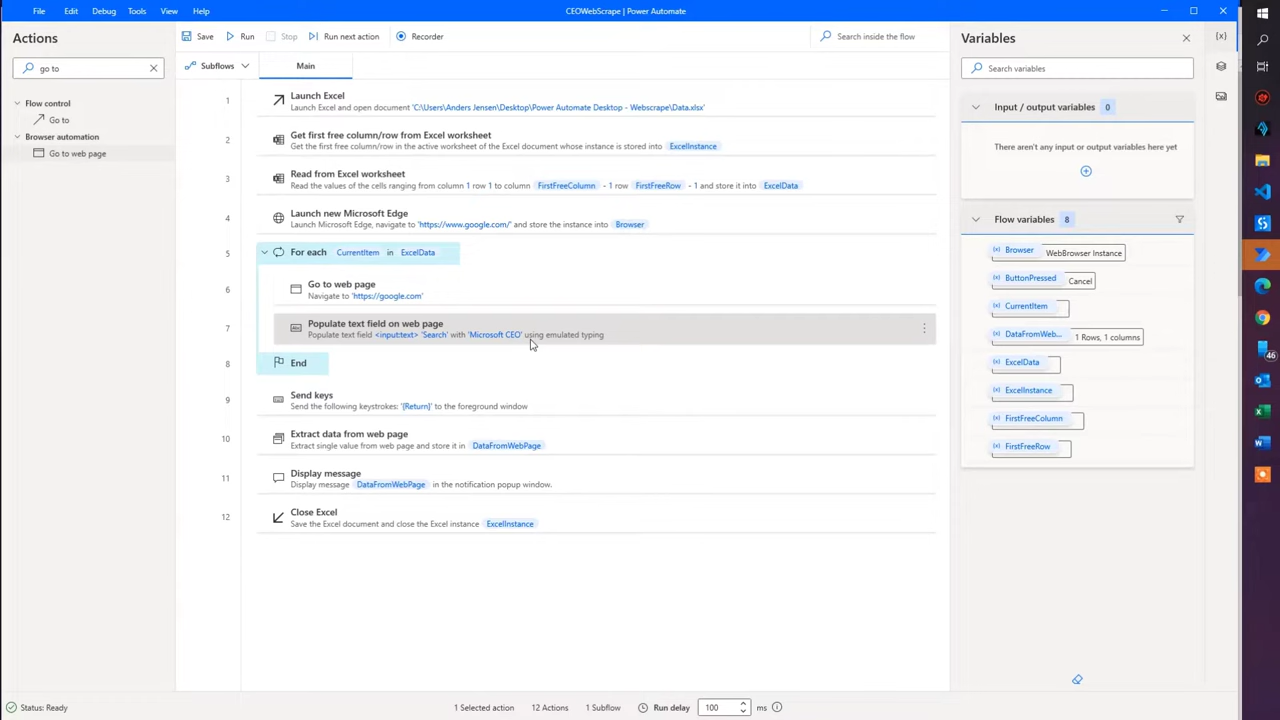 File Edit Debug Tools View Help
CEOWebScrape | Power Automate
Actions
go to
Flow control
Go to
Browser automation
Go to web page
Save Run Stop Run next action Recorder
Search inside the flow
Subflows
Main
1
Launch Excel
Launch Excel and open document 'C:\Users\Anders Jensen\Desktop\Power Automate Desktop - Webscrape\Data.xlsx'
2
Get first free column/row from Excel worksheet
Get the first free column/row in the active worksheet of the Excel document whose instance is stored into ExcelInstance
3
Read from Excel worksheet
Read the values of the cells ranging from column 1 row 1 to column FirstFreeColumn - 1 row FirstFreeRow - 1 and store it into ExcelData
4
Launch new Microsoft Edge
Launch Microsoft Edge, navigate to 'https://www.google.com/' and store the instance into Browser
5
For each CurrentItem in ExcelData
6
Go to web page
Navigate to 'https://google.com'
7
Populate text field on web page
Populate text field <input:text> 'Search' with 'Microsoft CEO' using emulated typing
8
End
9
Send keys
Send the following keystrokes: '{Return}' to the foreground window
10
Extract data from web page
Extract single value from web page and store it in DataFromWebPage
11
Display message
Display message DataFromWebPage in the notification popup window.
12
Close Excel
Save the Excel document and close the Excel instance ExcelInstance
Variables
Search variables
Input / output variables 0
There aren't any input or output variables here yet
Flow variables 8
(x) Browser WebBrowser Instance
(x) ButtonPressed Cancel
(x) CurrentItem
(x) DataFromWeb... 1 Rows, 1 columns
(x) ExcelData
(x) ExcelInstance
(x) FirstFreeColumn
(x) FirstFreeRow
{x}
46
Status: Ready
1 Selected action
12 Actions
1 Subflow
Run delay 100 ms